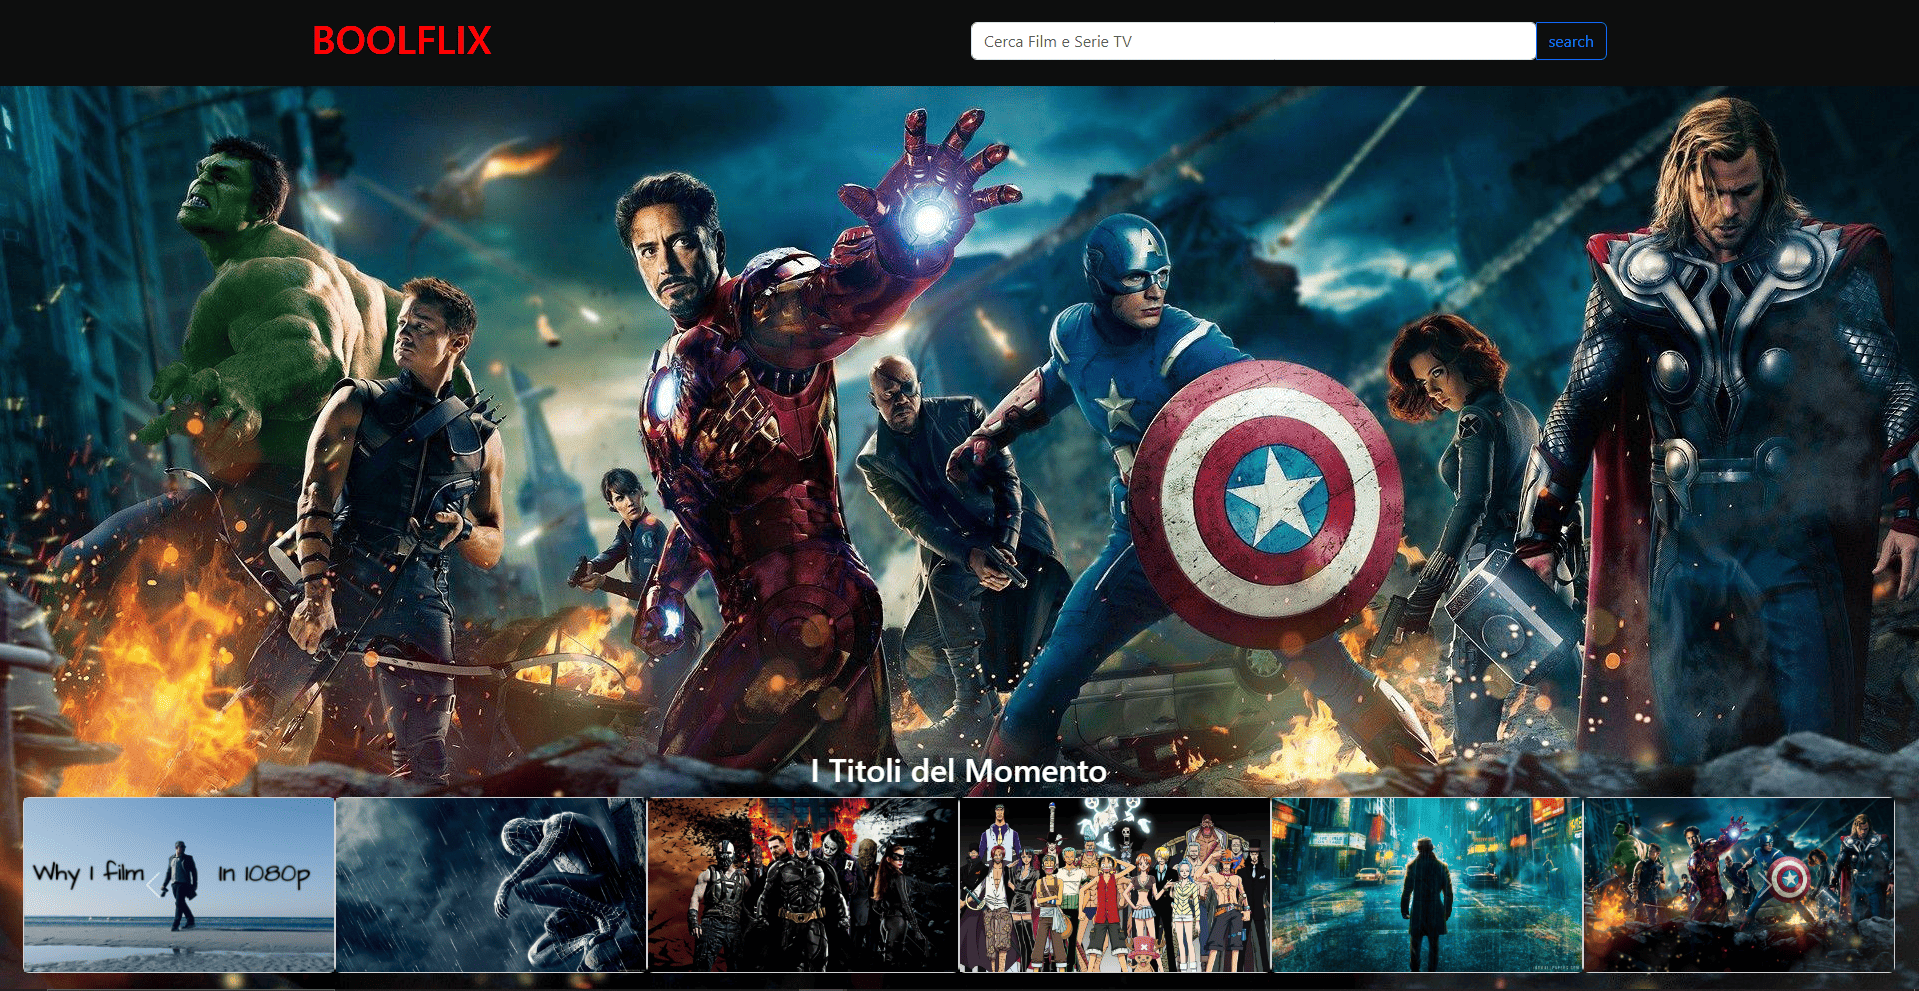 BOOLFLIX
Cerca Film e Serie TV
search
I Titoli del Momento
Why I film
In 1080p